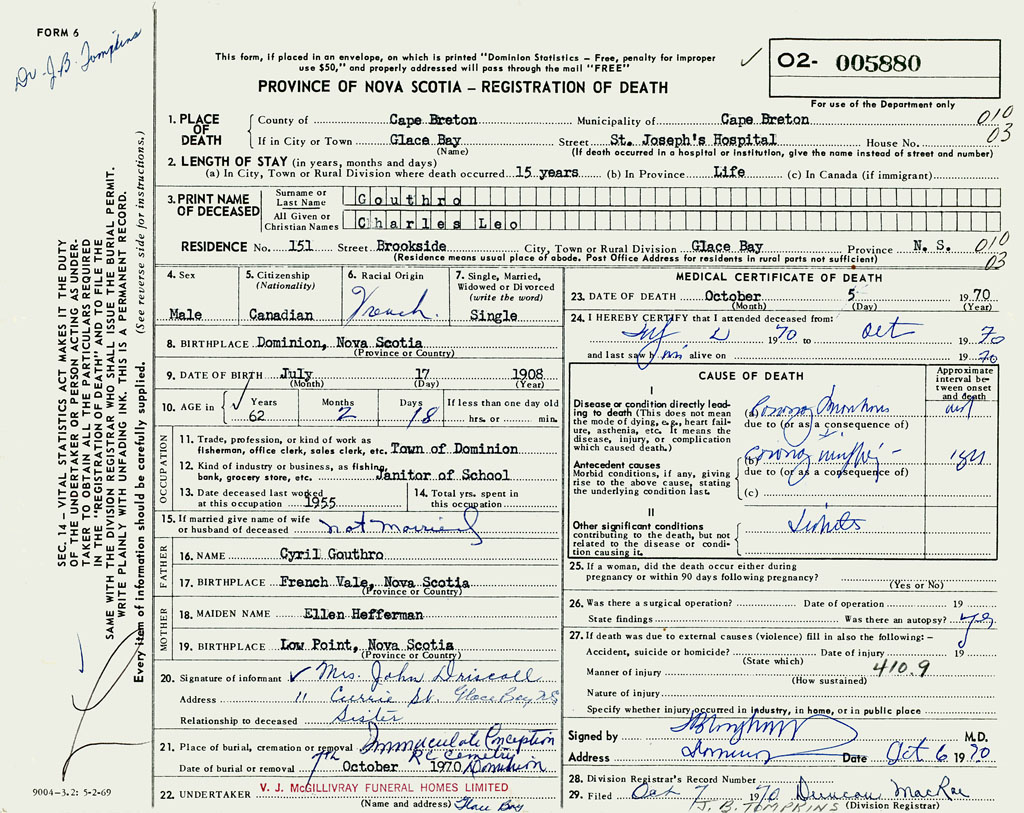 FORM 6
Dr. J.B. Tompkins
This form, if placed in an envelope, on which is printed "Dominion Statistics – Free, penalty for improper
use $50," and properly addressed will pass through the mail "FREE"
PROVINCE OF NOVA SCOTIA – REGISTRATION OF DEATH
02- 005880
For use of the Department only
1. PLACE OF DEATH
County of Cape Breton Municipality of Cape Breton 010
If in City or Town Glace Bay Street St. Joseph's Hospital House No. 03
(Name) (If death occurred in a hospital or institution, give the name instead of street and number)
2. LENGTH OF STAY (in years, months and days)
(a) In City, Town or Rural Division where death occurred 15 years (b) In Province Life (c) In Canada (if immigrant)
3. PRINT NAME OF DECEASED
Surname or Last Name Gouthro
All Given or Christian Names Charles Leo
RESIDENCE No. 151 Street Brookside City, Town or Rural Division Glace Bay Province N. S. 010
(Residence means usual place of abode. Post Office Address for residents in rural parts not sufficient) 03
4. Sex
Male
5. Citizenship
(Nationality)
Canadian
6. Racial Origin
French
7. Single, Married,
Widowed or Divorced
(write the word)
Single
8. BIRTHPLACE Dominion, Nova Scotia
(Province or Country)
9. DATE OF BIRTH July 17 1908
(Month) (Day) (Year)
10. AGE in Years Months Days If less than one day old
62 2 18 hrs. or min.
OCCUPATION
11. Trade, profession, or kind of work as
fisherman, office clerk, sales clerk, etc. Town of Dominion
12. Kind of industry or business, as fishing,
bank, grocery store, etc. Janitor of School
13. Date deceased last worked
at this occupation 1955
14. Total yrs. spent in
this occupation
15. If married give name of wife
or husband of deceased not married
FATHER
16. NAME Cyril Gouthro
17. BIRTHPLACE French Vale, Nova Scotia
(Province or Country)
MOTHER
18. MAIDEN NAME Ellen Hefferman
19. BIRTHPLACE Low Point, Nova Scotia
(Province or Country)
20. Signature of informant Mrs. John Driscoll
Address 11 Currie St. Glace Bay N.S.
Relationship to deceased Sister
21. Place of burial, cremation or removal Immaculate Conception
RC Cemetry
Date of burial or removal 7th October 1970 Dominion
22. UNDERTAKER V. J. McGILLIVRAY FUNERAL HOMES LIMITED
(Name and address) Glace Bay
MEDICAL CERTIFICATE OF DEATH
23. DATE OF DEATH October 5 1970
(Month) (Day) (Year)
24. I HEREBY CERTIFY that I attended deceased from:
1970 to Oct 1970
and last saw him alive on 1970
CAUSE OF DEATH
Approximate interval between onset and death
I
Disease or condition directly leading
to death (This does not mean
the mode of dying, e.g., heart failure,
asthenia, etc. It means the
disease, injury, or complication
which caused death.)
(a) Coronary
due to (or as a consequence of)
Antecedent causes
Morbid conditions, if any, giving
rise to the above cause, stating
the underlying condition last.
(b) Coronary
due to (or as a consequence of)
(c)
II
Other significant conditions
contributing to the death, but not
related to the disease or condition
causing it.
25. If a woman, did the death occur either during
pregnancy or within 90 days following pregnancy?
(Yes or No)
26. Was there a surgical operation? Date of operation 19
State findings Was there an autopsy? yes
27. If death was due to external causes (violence) fill in also the following: –
Accident, suicide or homicide? Date of injury 19
(State which)
Manner of injury 410.9
(How sustained)
Nature of injury
Specify whether injury occurred in industry, in home, or in public place
Signed by M.D.
Address Dominion Date Oct 6 1970
28. Division Registrar's Record Number
29. Filed Oct 7 1970 Duncan MacRae
J. B. TOMPKINS (Division Registrar)
SEC. 14 – VITAL STATISTICS ACT MAKES IT THE DUTY
OF THE UNDERTAKER OR PERSON ACTING AS UNDERTAKER
TO OBTAIN ALL THE PARTICULARS REQUIRED
IN THE "REGISTRATION OF DEATH" AND TO FILE THE
SAME WITH THE DIVISION REGISTRAR WHO SHALL ISSUE THE BURIAL PERMIT.
WRITE PLAINLY WITH UNFADING INK. THIS IS A PERMANENT RECORD.
Every item of information should be carefully supplied. (See reverse side for instructions.)
9004-3.2: 5-2-69